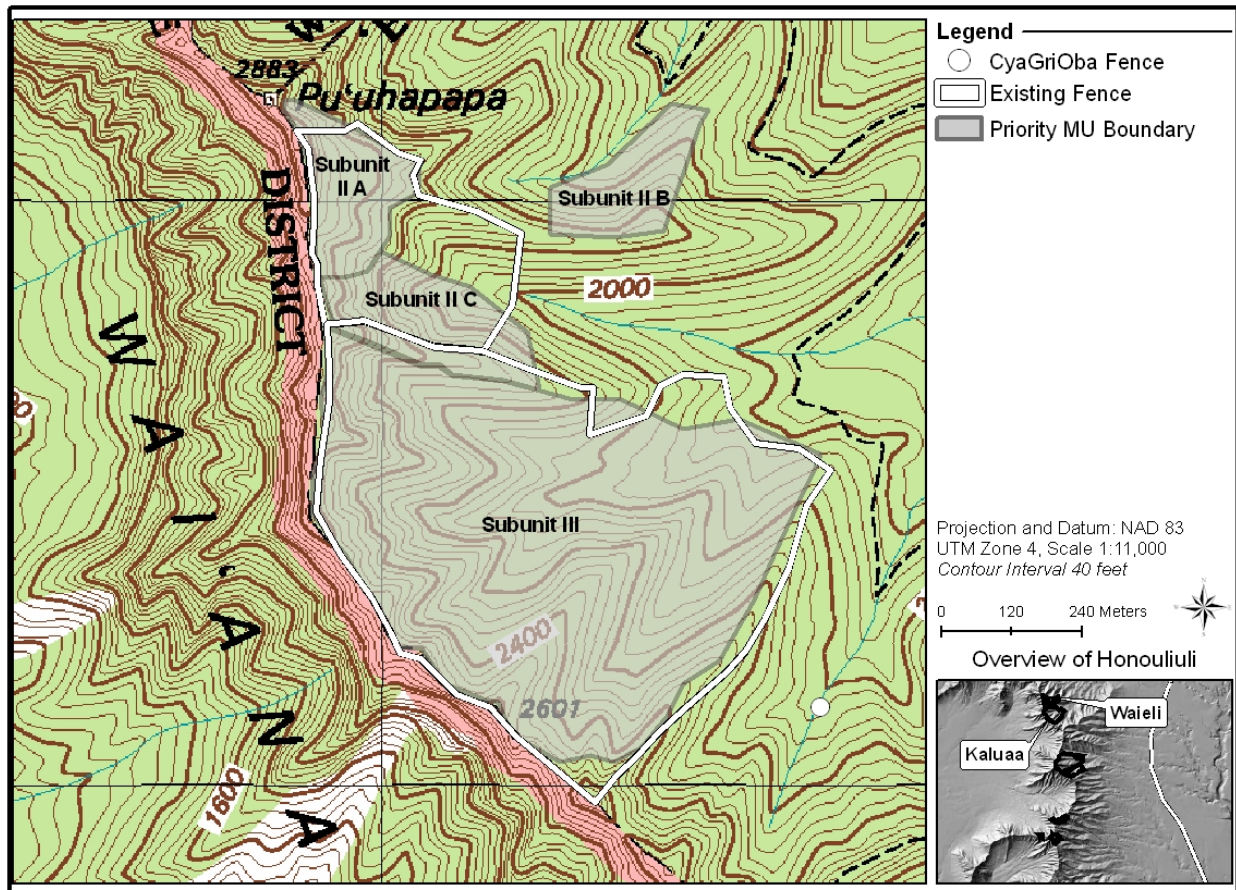 2883
Pu'uhapapa
Subunit
II A
Subunit II B
DISTRICT
Subunit II C
2000
WAI'ANA
Subunit III
2400
2601
1600
Legend
CyaGriOba Fence
Existing Fence
Priority MU Boundary
Projection and Datum: NAD 83
UTM Zone 4, Scale 1:11,000
Contour Interval 40 feet
0 120 240 Meters
Overview of Honouliuli
Waieli
Kaluaa